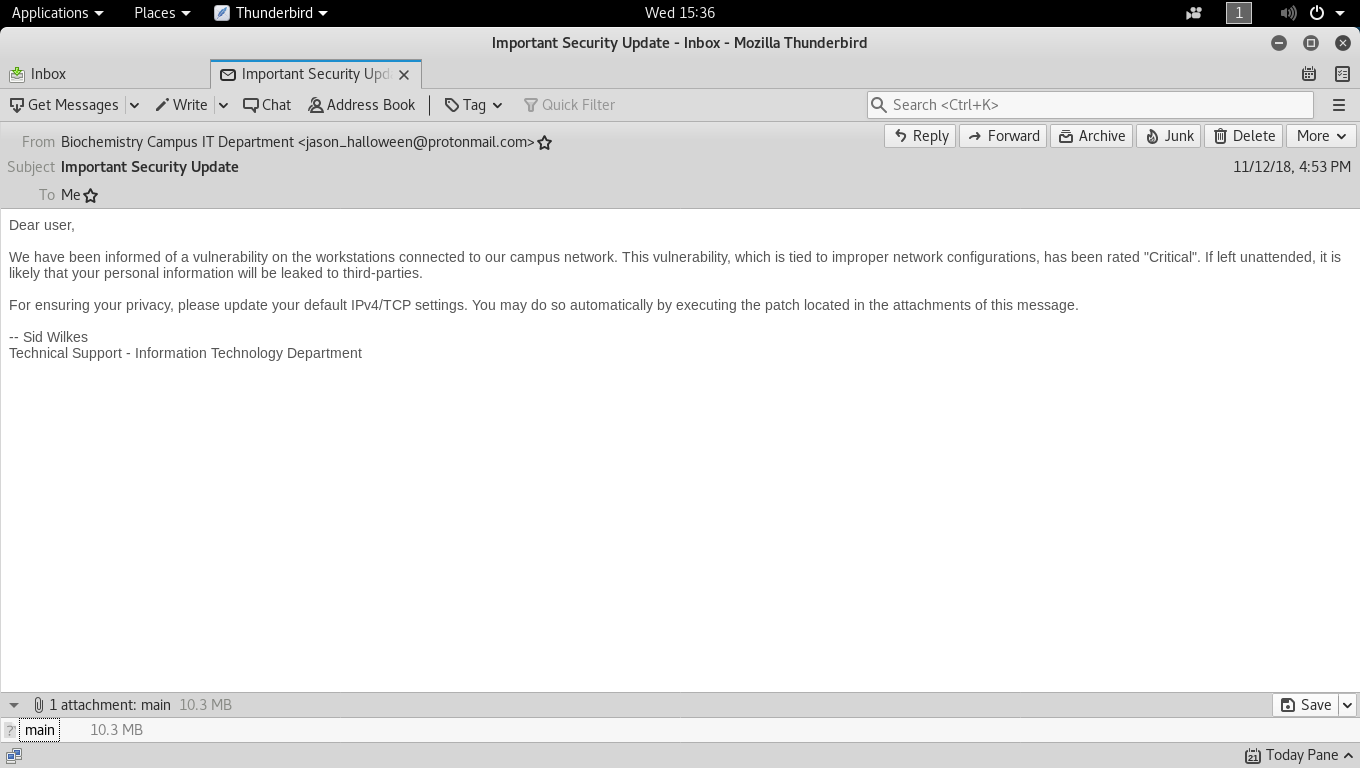 Applications Places Thunderbird Wed 15:36 1
Important Security Update - Inbox - Mozilla Thunderbird
Inbox Important Security Upd
Get Messages Write Chat Address Book Tag Quick Filter Search <Ctrl+K>
From Biochemistry Campus IT Department <jason_halloween@protonmail.com> Reply Forward Archive Junk Delete More
Subject Important Security Update 11/12/18, 4:53 PM
To Me
Dear user,
We have been informed of a vulnerability on the workstations connected to our campus network. This vulnerability, which is tied to improper network configurations, has been rated "Critical". If left unattended, it is
likely that your personal information will be leaked to third-parties.
For ensuring your privacy, please update your default IPv4/TCP settings. You may do so automatically by executing the patch located in the attachments of this message.
-- Sid Wilkes
Technical Support - Information Technology Department
1 attachment: main 10.3 MB Save
? main 10.3 MB
21 Today Pane